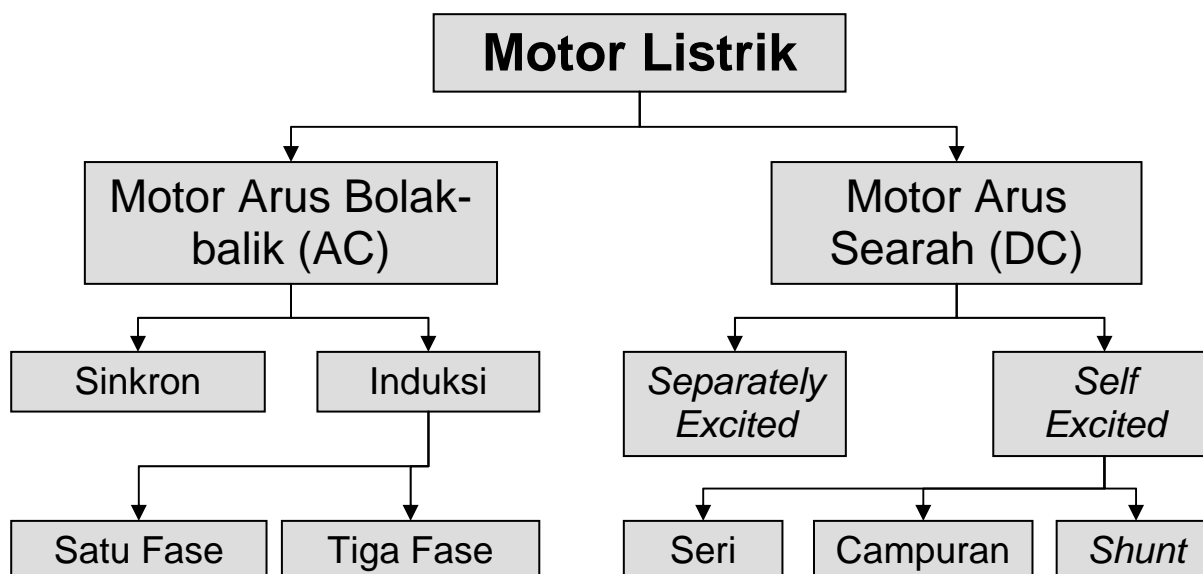 Motor Listrik
Motor Arus Bolak-
balik (AC)
Motor Arus
Searah (DC)
Sinkron
Induksi
Separately
Excited
Self
Excited
Satu Fase
Tiga Fase
Seri
Campuran
Shunt